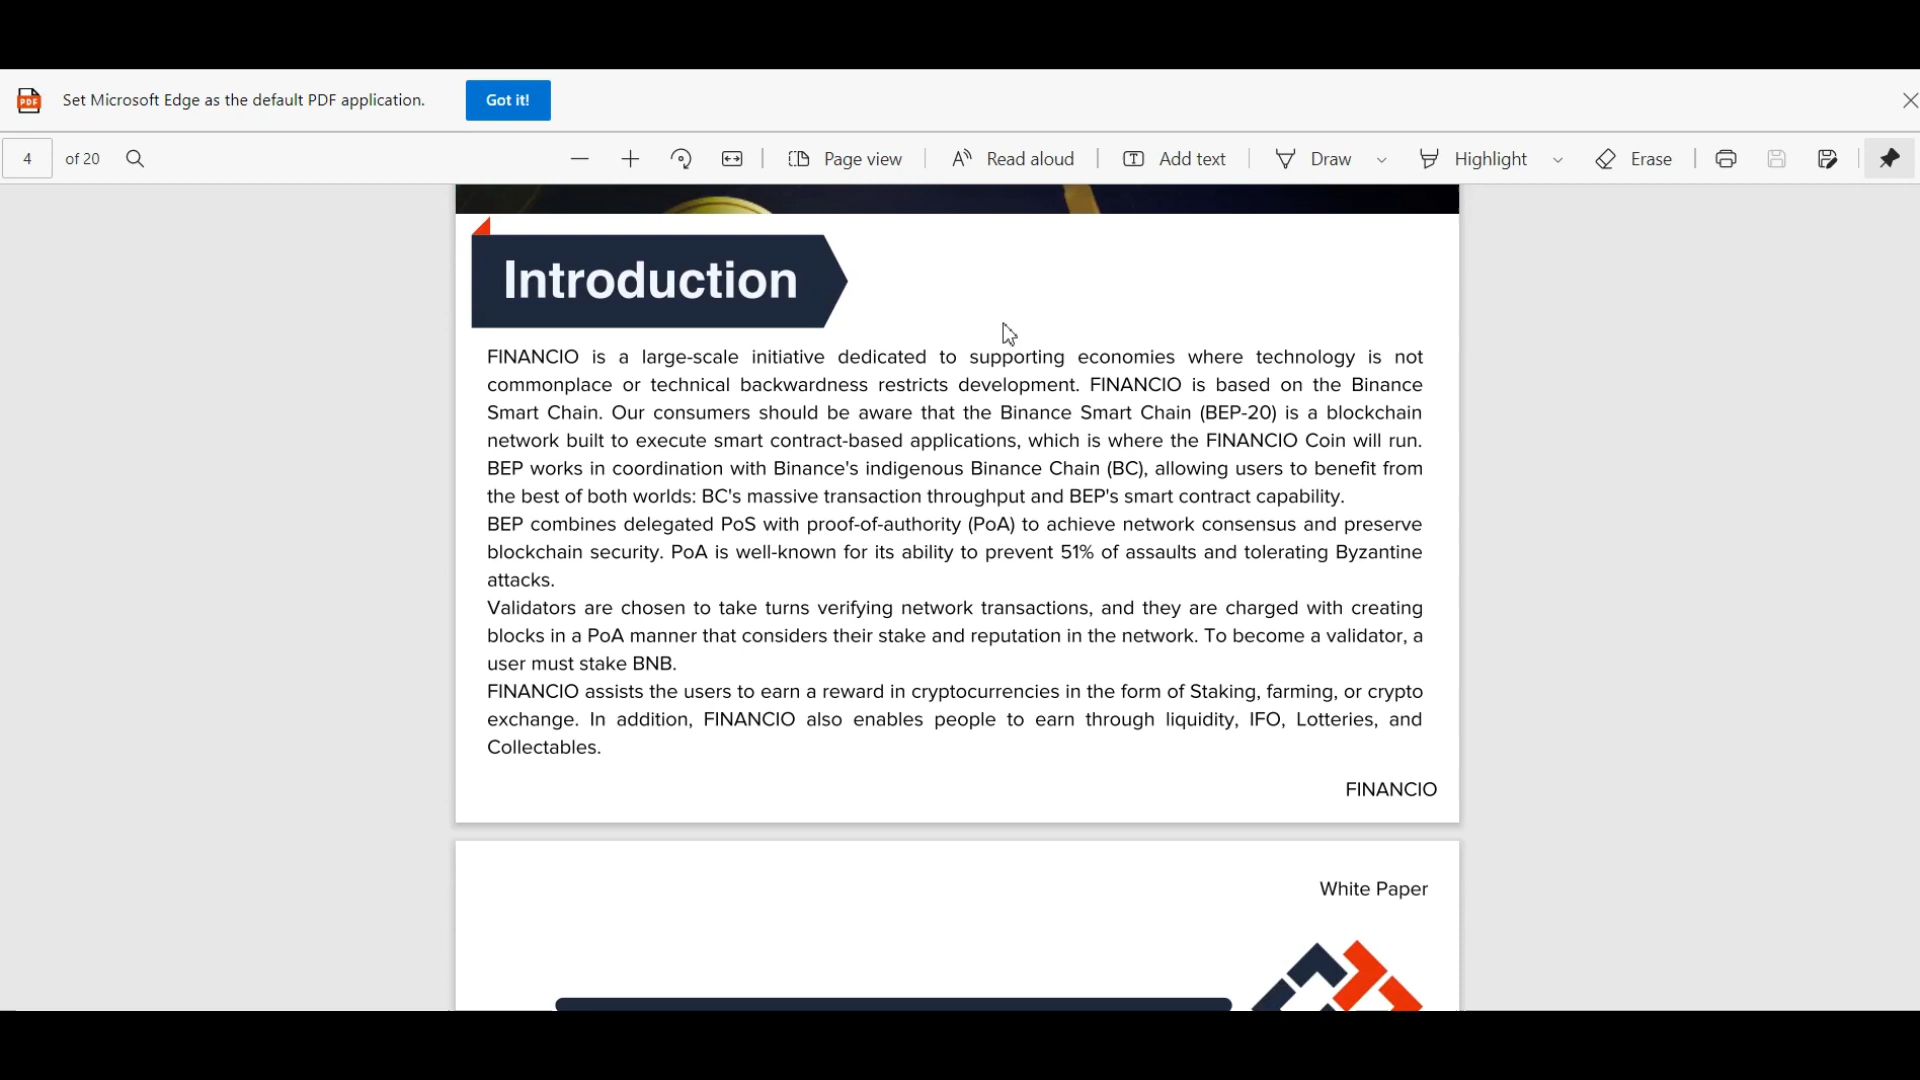 PDF
Set Microsoft Edge as the default PDF application.
Got it!
4 of 20
Page view
Read aloud
T Add text
Draw
Highlight
Erase
Introduction
FINANCIO is a large-scale initiative dedicated to supporting economies where technology is not
commonplace or technical backwardness restricts development. FINANCIO is based on the Binance
Smart Chain. Our consumers should be aware that the Binance Smart Chain (BEP-20) is a blockchain
network built to execute smart contract-based applications, which is where the FINANCIO Coin will run.
BEP works in coordination with Binance's indigenous Binance Chain (BC), allowing users to benefit from
the best of both worlds: BC's massive transaction throughput and BEP's smart contract capability.
BEP combines delegated PoS with proof-of-authority (PoA) to achieve network consensus and preserve
blockchain security. PoA is well-known for its ability to prevent 51% of assaults and tolerating Byzantine
attacks.
Validators are chosen to take turns verifying network transactions, and they are charged with creating
blocks in a PoA manner that considers their stake and reputation in the network. To become a validator, a
user must stake BNB.
FINANCIO assists the users to earn a reward in cryptocurrencies in the form of Staking, farming, or crypto
exchange. In addition, FINANCIO also enables people to earn through liquidity, IFO, Lotteries, and
Collectables.
FINANCIO
White Paper